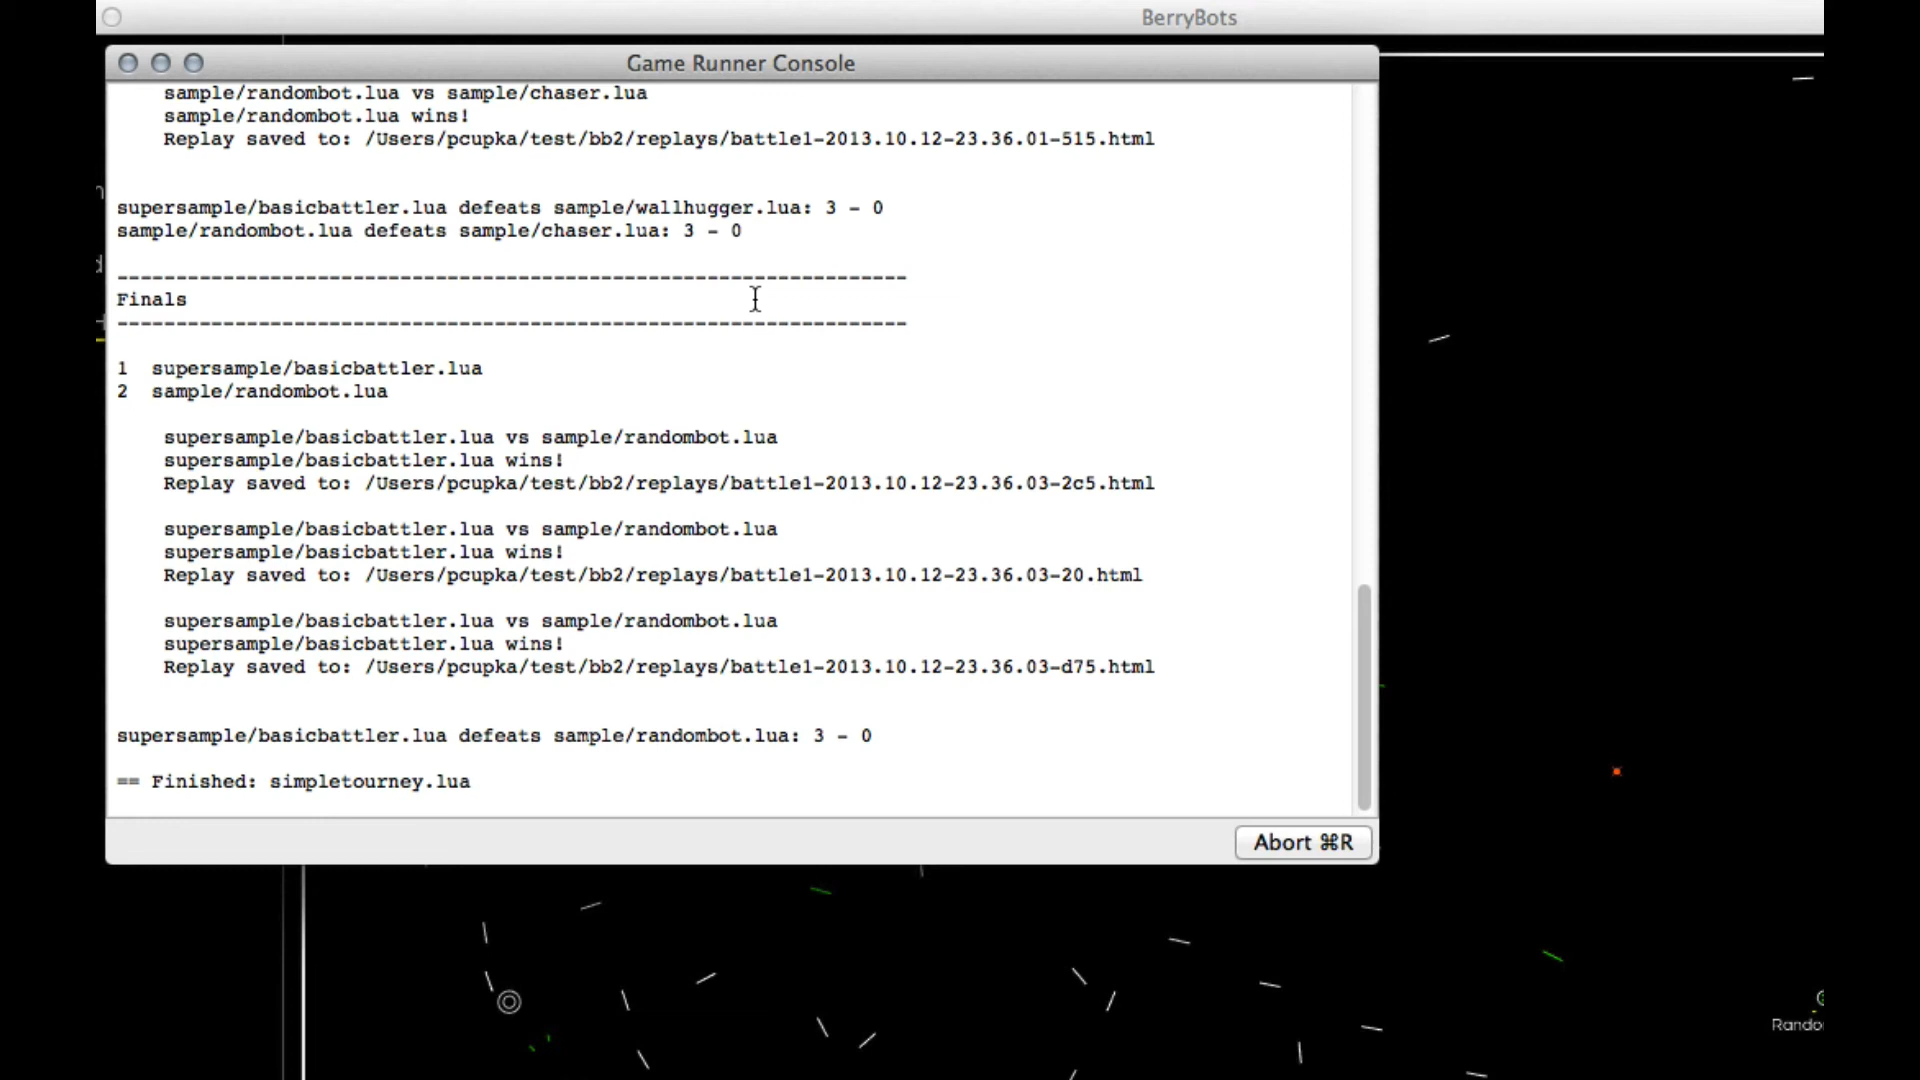 BerryBots
Game Runner Console
sample/randombot.lua vs sample/chaser.lua
sample/randombot.lua wins!
Replay saved to: /Users/pcupka/test/bb2/replays/battle1-2013.10.12-23.36.01-515.html
supersample/basicbattler.lua defeats sample/wallhugger.lua: 3 - 0
sample/randombot.lua defeats sample/chaser.lua: 3 - 0
-------------------------------------------------------------------
Finals
-------------------------------------------------------------------
1 supersample/basicbattler.lua
2 sample/randombot.lua
supersample/basicbattler.lua vs sample/randombot.lua
supersample/basicbattler.lua wins!
Replay saved to: /Users/pcupka/test/bb2/replays/battle1-2013.10.12-23.36.03-2c5.html
supersample/basicbattler.lua vs sample/randombot.lua
supersample/basicbattler.lua wins!
Replay saved to: /Users/pcupka/test/bb2/replays/battle1-2013.10.12-23.36.03-20.html
supersample/basicbattler.lua vs sample/randombot.lua
supersample/basicbattler.lua wins!
Replay saved to: /Users/pcupka/test/bb2/replays/battle1-2013.10.12-23.36.03-d75.html
supersample/basicbattler.lua defeats sample/randombot.lua: 3 - 0
== Finished: simpletourney.lua
Abort ⌘R
Rando